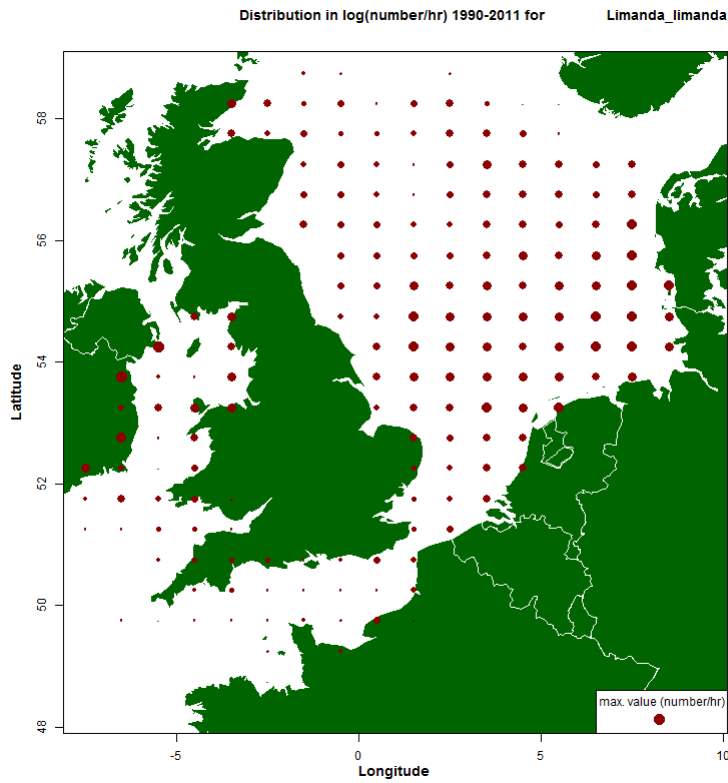 Distribution in log(number/hr) 1990-2011 for Limanda_limanda
58
56
54
52
50
48
Latitude
max. value (number/hr)
-5 0 5 10
Longitude